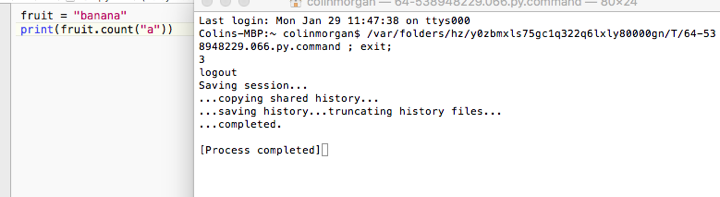 fruit = "banana"
print(fruit.count("a"))
colinmorgan — 64-538948229.066.py.command — 80×24
Last login: Mon Jan 29 11:47:38 on ttys000
Colins-MBP:~ colinmorgan$ /var/folders/hz/y0zbmxls75gc1q322q6lxly80000gn/T/64-53
8948229.066.py.command ; exit;
3
logout
Saving session...
...copying shared history...
...saving history...truncating history files...
...completed.
[Process completed]